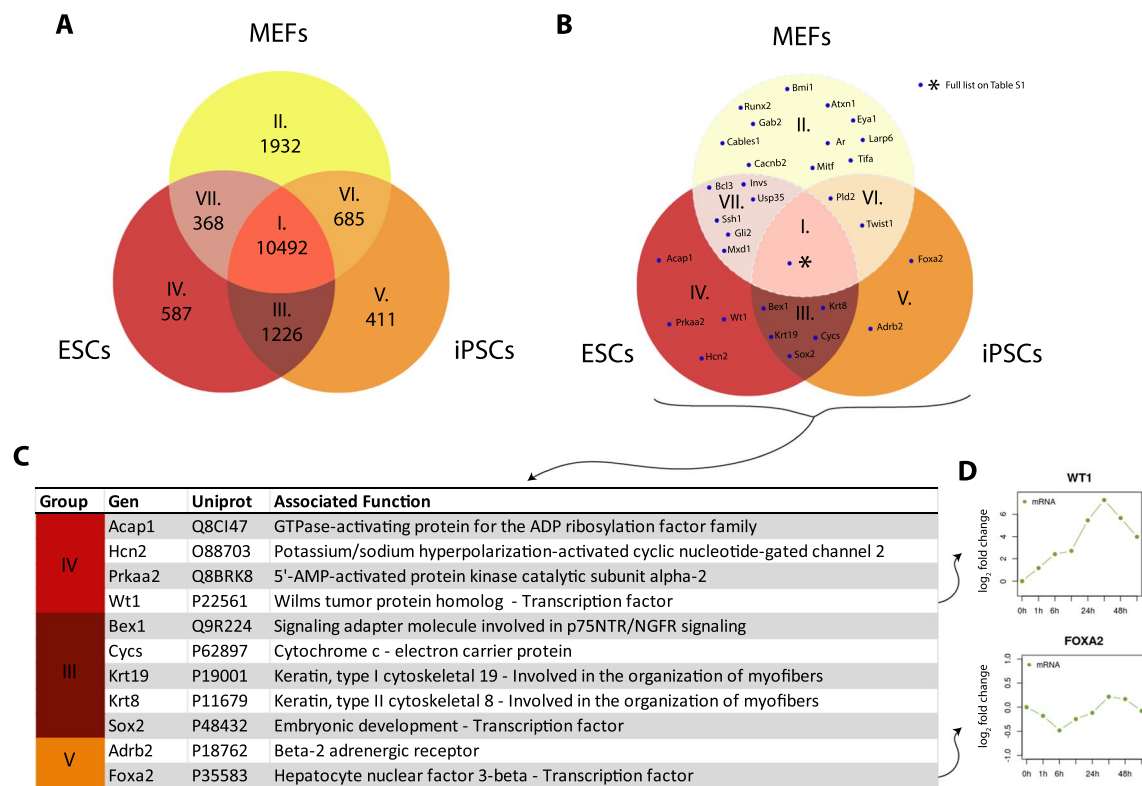 A
MEFs
II.
1932
VII.
368
VI.
685
I.
10492
IV.
587
III.
1226
V.
411
ESCs
iPSCs
B
MEFs
* Full list on Table S1
Bmi1
Runx2
Atxn1
Gab2
II.
Eya1
Cables1
Ar
Larp6
Cacnb2
Mitf
Tifa
Bcl3
Invs
Usp35
VII.
Pld2
VI.
Ssh1
Gli2
Mxd1
I.
Twist1
*
Acap1
Foxa2
IV.
V.
Prkaa2
Wt1
Bex1
III.
Krt8
Krt19
Cycs
Adrb2
Hcn2
Sox2
ESCs
iPSCs
C
Group Gen Uniprot Associated Function
IV
Acap1 Q8CI47 GTPase-activating protein for the ADP ribosylation factor family
Hcn2 O88703 Potassium/sodium hyperpolarization-activated cyclic nucleotide-gated channel 2
Prkaa2 Q8BRK8 5'-AMP-activated protein kinase catalytic subunit alpha-2
Wt1 P22561 Wilms tumor protein homolog - Transcription factor
III
Bex1 Q9R224 Signaling adapter molecule involved in p75NTR/NGFR signaling
Cycs P62897 Cytochrome c - electron carrier protein
Krt19 P19001 Keratin, type I cytoskeletal 19 - Involved in the organization of myofibers
Krt8 P11679 Keratin, type II cytoskeletal 8 - Involved in the organization of myofibers
Sox2 P48432 Embryonic development - Transcription factor
V
Adrb2 P18762 Beta-2 adrenergic receptor
Foxa2 P35583 Hepatocyte nuclear factor 3-beta - Transcription factor
D
WT1
mRNA
log2 fold change
6
4
2
0
0h 1h 6h 24h 48h
FOXA2
mRNA
log2 fold change
1.0
0.5
0.0
-0.5
-1.0
0h 1h 6h 24h 48h